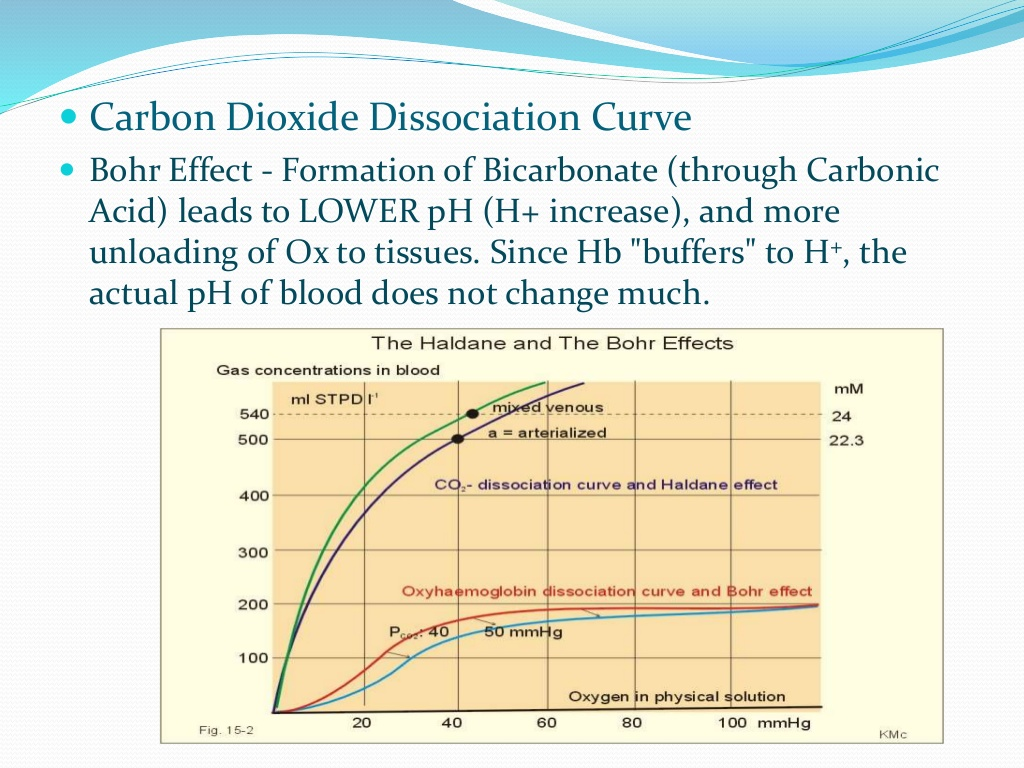 Carbon Dioxide Dissociation Curve
Bohr Effect - Formation of Bicarbonate (through Carbonic
Acid) leads to LOWER pH (H+ increase), and more
unloading of Ox to tissues. Since Hb "buffers" to H⁺, the
actual pH of blood does not change much.
The Haldane and The Bohr Effects
Gas concentrations in blood
mM
ml STPD l⁻¹
540
mixed venous
24
500
a = arterialized
22.3
CO₂- dissociation curve and Haldane effect
400
300
Oxyhaemoglobin dissociation curve and Bohr effect
200
Pco₂: 40 50 mmHg
100
Oxygen in physical solution
20 40 60 80 100 mmHg
Fig. 15-2
KMc